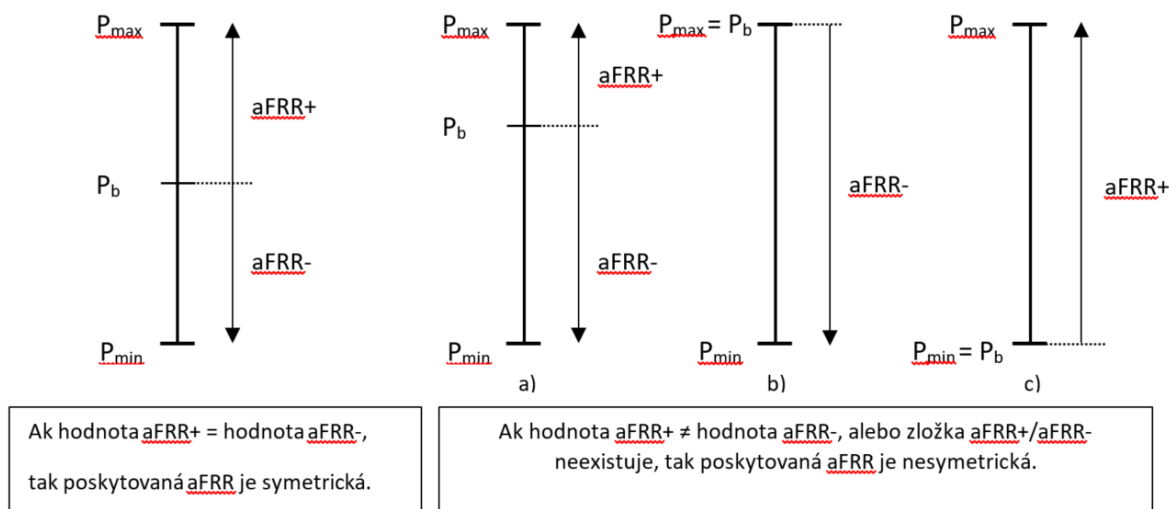 Pmax
aFRR+
Pb
aFRR-
Pmin
Pmax
aFRR+
Pb
aFRR-
Pmin
a)
Pmax = Pb
aFRR-
Pmin
b)
Pmax
aFRR+
Pmin = Pb
c)
Ak hodnota aFRR+ = hodnota aFRR-,
tak poskytovaná aFRR je symetrická.
Ak hodnota aFRR+ ≠ hodnota aFRR-, alebo zložka aFRR+/aFRR-
neexistuje, tak poskytovaná aFRR je nesymetrická.